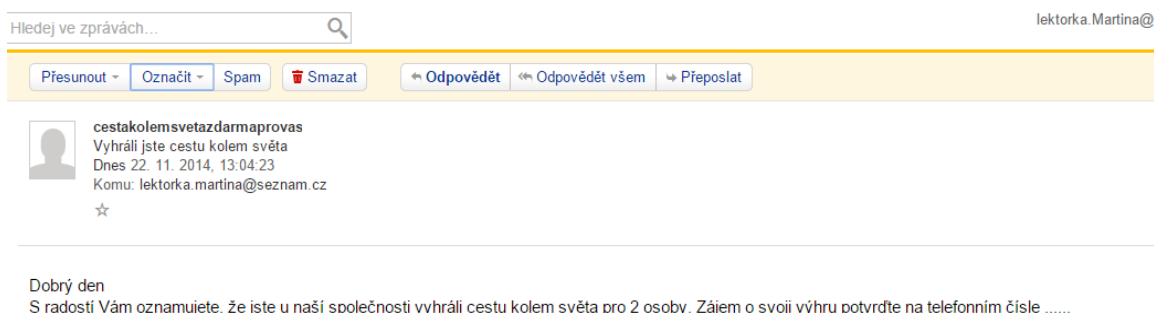 Hledej ve zprávách...
lektorka.Martina@
Přesunout Označit Spam Smazat Odpovědět Odpovědět všem Přeposlat
cestakolemsvetazdarmaprovas
Vyhráli jste cestu kolem světa
Dnes 22. 11. 2014, 13:04:23
Komu: lektorka.martina@seznam.cz
Dobrý den
S radostí Vám oznamujete, že jste u naší společnosti vyhráli cestu kolem světa pro 2 osoby. Zájem o svoji výhru potvrďte na telefonním čísle ......